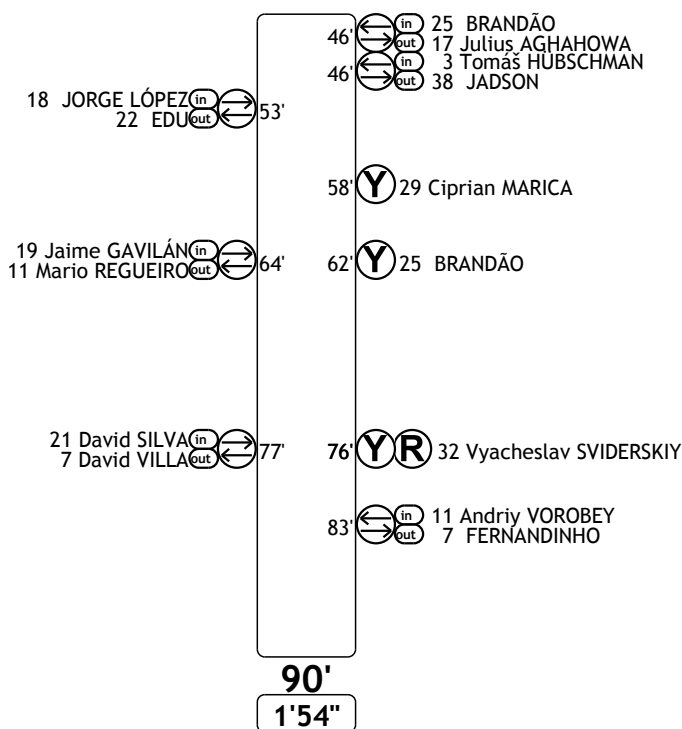 46' in 25 BRANDÃO
out 17 Julius AGHAHOWA
46' in 3 Tomáš HÜBSCHMAN
out 38 JADSON
18 JORGE LÓPEZ in 53'
22 EDU out
58' Y 29 Ciprian MARICA
19 Jaime GAVILÁN in 64'
11 Mario REGUEIRO out
62' Y 25 BRANDÃO
21 David SILVA in 77'
7 David VILLA out
76' Y R 32 Vyacheslav SVIDERSKIY
83' in 11 Andriy VOROBEY
out 7 FERNANDINHO
90'
1'54"